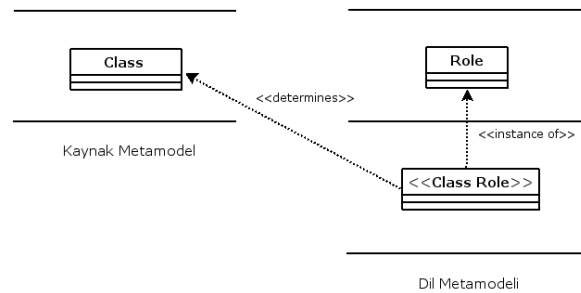 Class
Role
<<determines>>
<<instance of>>
Kaynak Metamodel
<<Class Role>>
Dil Metamodeli